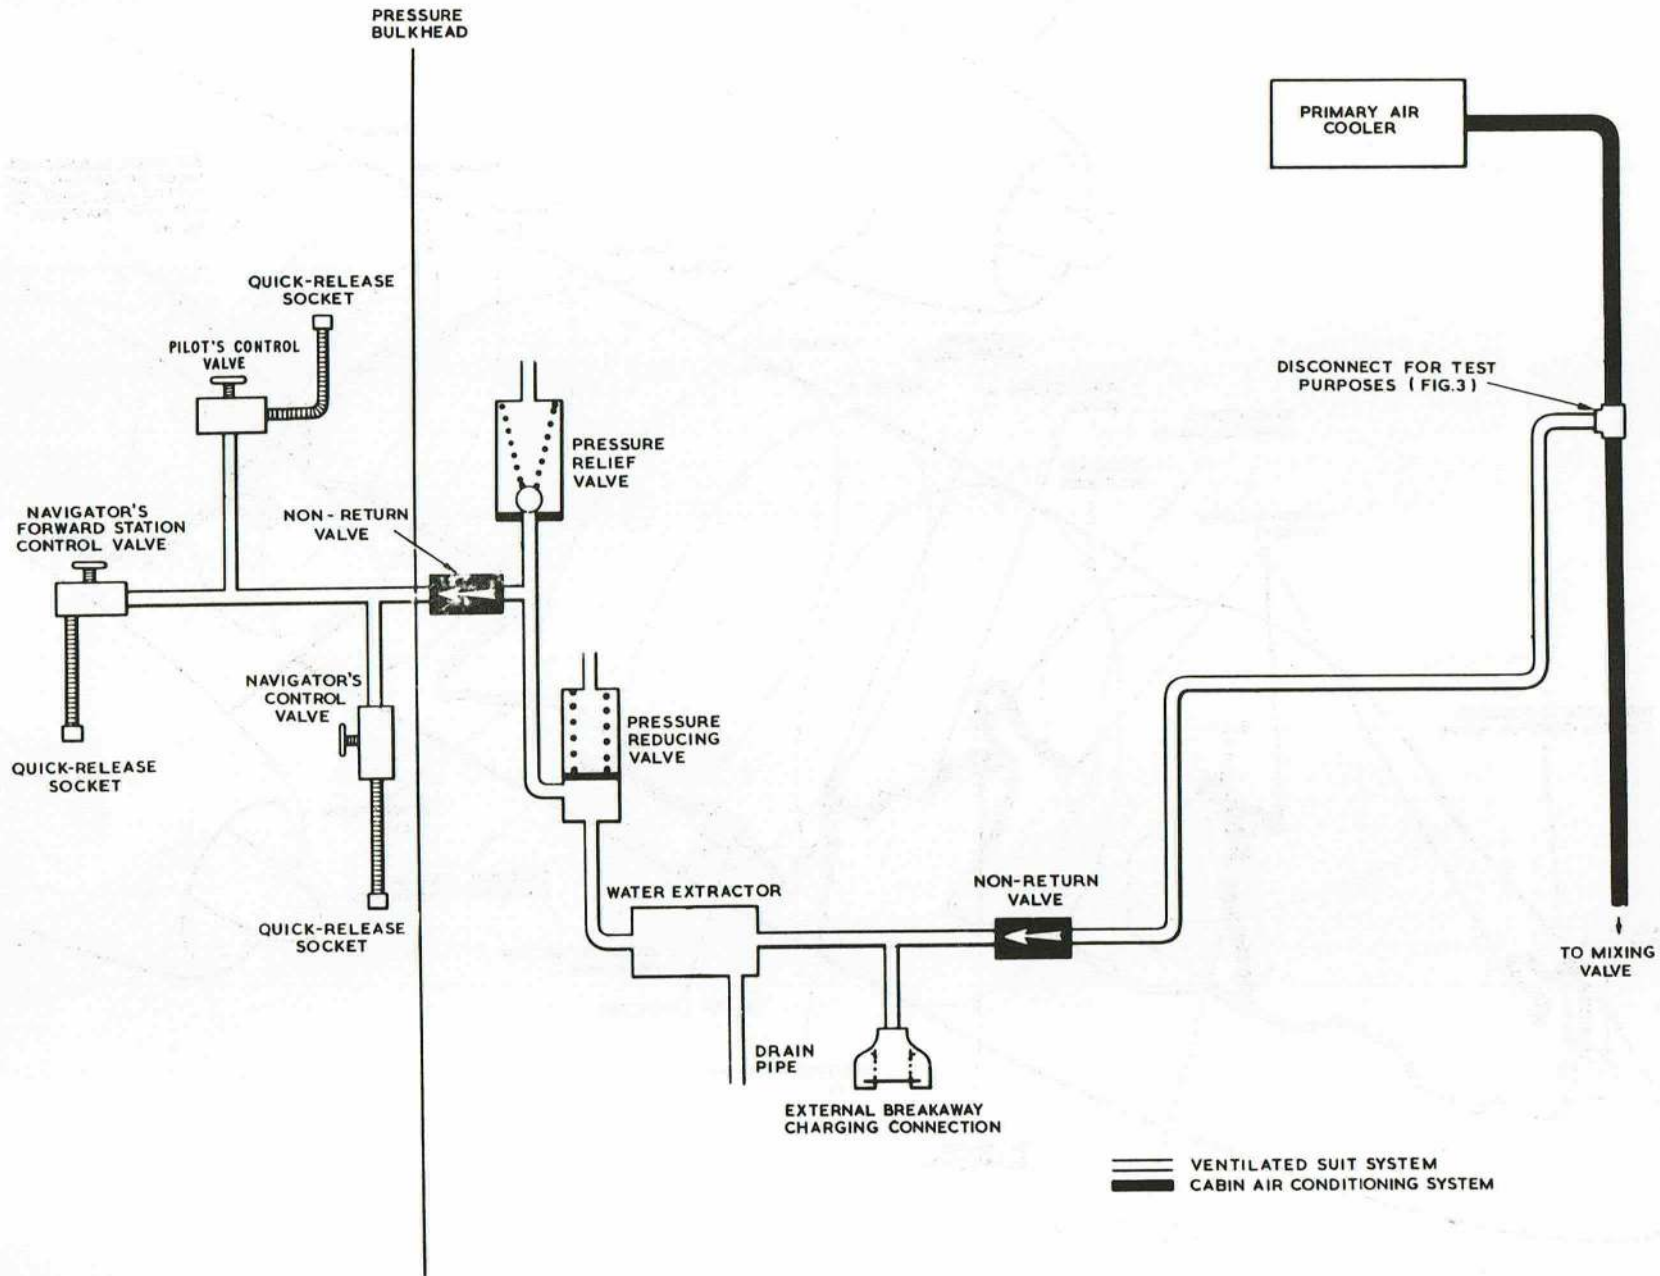 PRESSURE
BULKHEAD
PRIMARY AIR
COOLER
QUICK-RELEASE
SOCKET
PILOT'S CONTROL
VALVE
DISCONNECT FOR TEST
PURPOSES (FIG.3)
PRESSURE
RELIEF
VALVE
NAVIGATOR'S
FORWARD STATION
CONTROL VALVE
NON-RETURN
VALVE
NAVIGATOR'S
CONTROL
VALVE
PRESSURE
REDUCING
VALVE
QUICK-RELEASE
SOCKET
WATER EXTRACTOR
NON-RETURN
VALVE
QUICK-RELEASE
SOCKET
TO MIXING
VALVE
DRAIN
PIPE
EXTERNAL BREAKAWAY
CHARGING CONNECTION
VENTILATED SUIT SYSTEM
CABIN AIR CONDITIONING SYSTEM